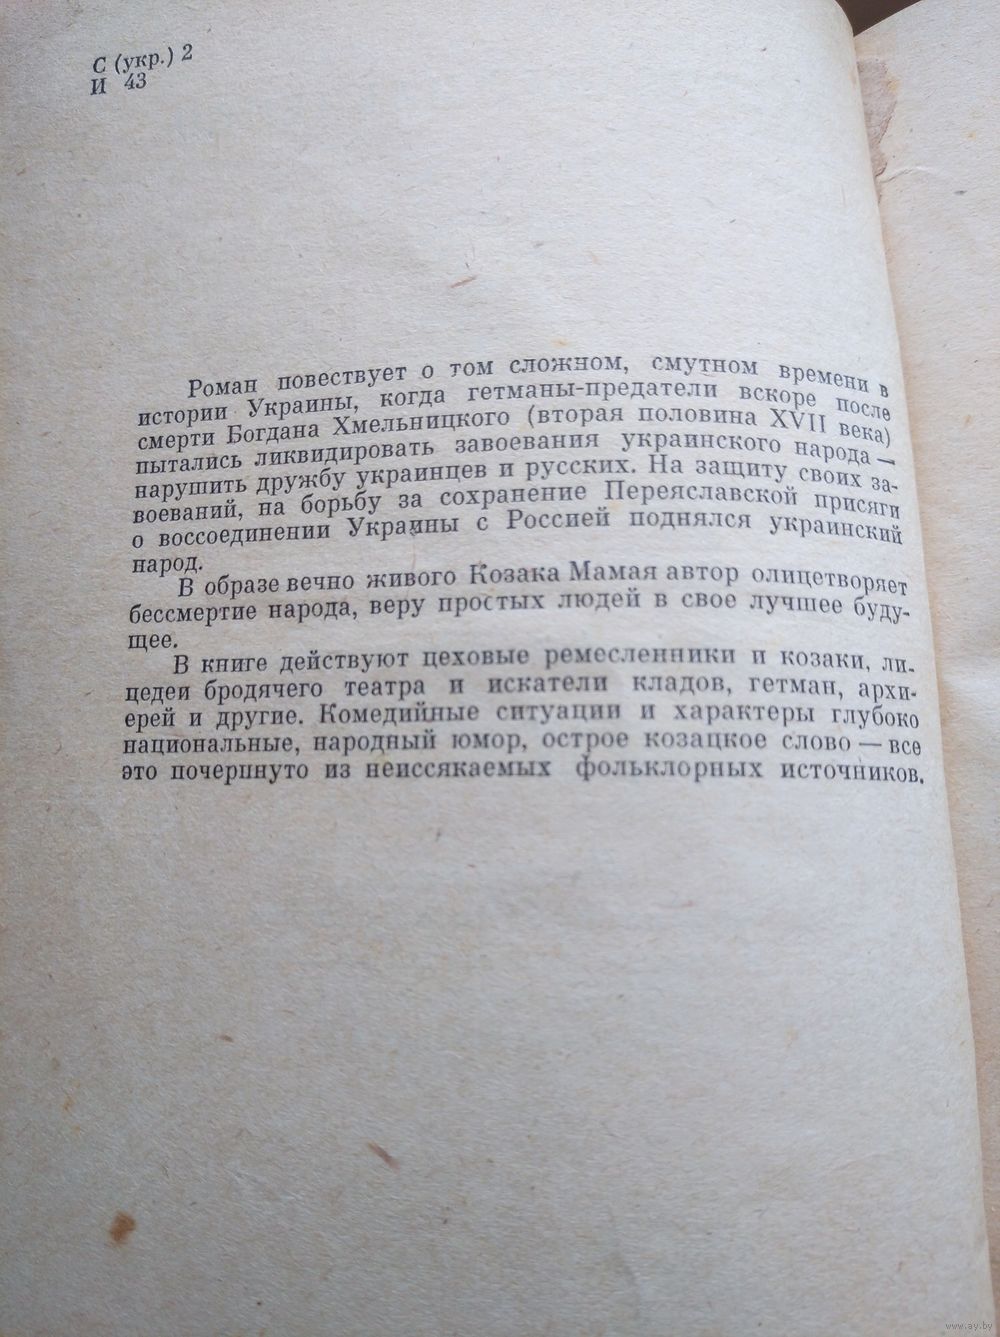 С (укр.) 2
И 43
Роман повествует о том сложном, смутном времени в
истории Украины, когда гетманы-предатели вскоре после
смерти Богдана Хмельницкого (вторая половина XVII века)
пытались ликвидировать завоевания украинского народа —
нарушить дружбу украинцев и русских. На защиту своих за-
воеваний, на борьбу за сохранение Переяславской присяги
о воссоединении Украины с Россией поднялся украинский
народ.
В образе вечно живого Козака Мамая автор олицетворяет
бессмертие народа, веру простых людей в свое лучшее буду-
щее.
В книге действуют цеховые ремесленники и козаки, ли-
цедеи бродячего театра и искатели кладов, гетман, архи-
ерей и другие. Комедийные ситуации и характеры глубоко
национальные, народный юмор, острое козацкое слово — все
это почерпнуто из неиссякаемых фольклорных источников.
www.ay.by